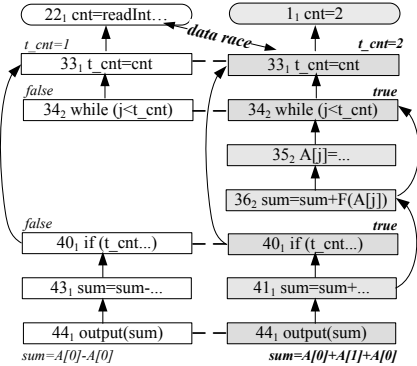 22₁ cnt=readInt... 1₁ cnt=2
t_cnt=1 data race t_cnt=2
33₁ t_cnt=cnt 33₁ t_cnt=cnt
false true
34₂ while (j<t_cnt) 34₂ while (j<t_cnt)
35₂ A[j]=...
36₂ sum=sum+F(A[j])
false true
40₁ if (t_cnt...) 40₁ if (t_cnt...)
43₁ sum=sum-... 41₁ sum=sum+...
44₁ output(sum) 44₁ output(sum)
sum=A[0]-A[0] sum=A[0]+A[1]+A[0]